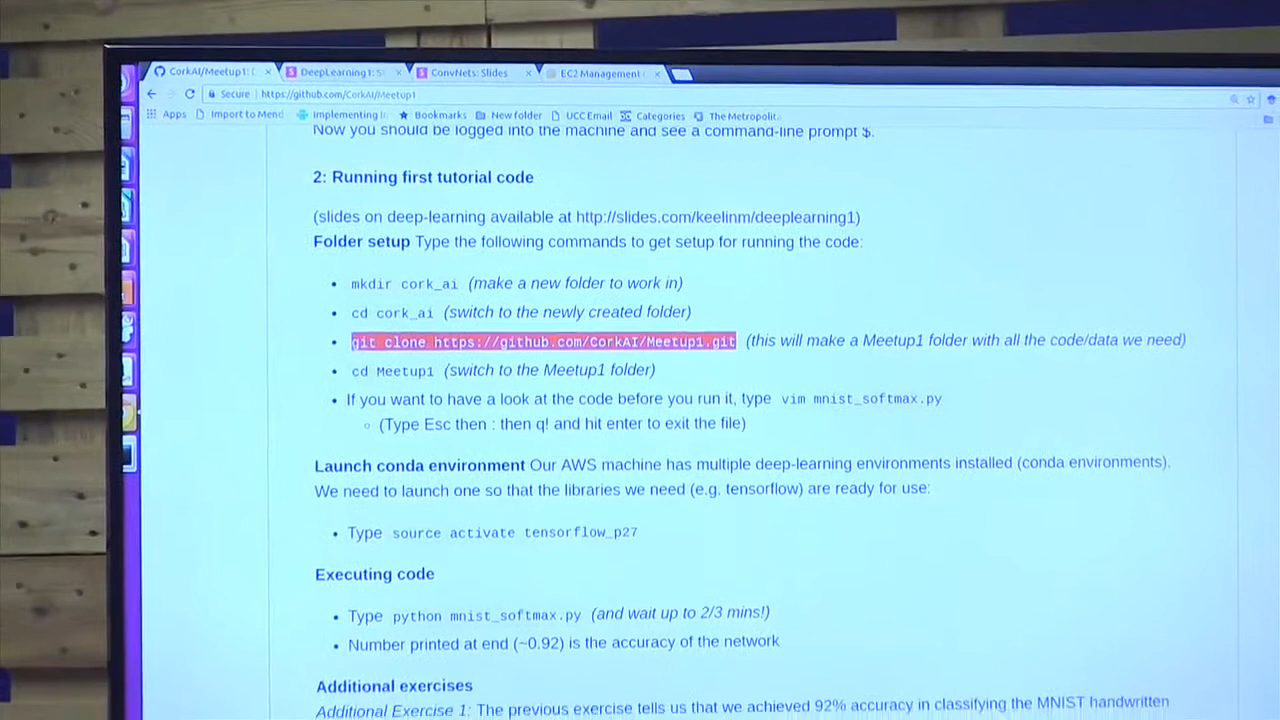 CorkAI/Meetup1:
DeepLearning1: S
ConvNets: Slides
EC2 Management
Secure | https://github.com/CorkAI/Meetup1
Apps Import to Mend Implementing Bookmarks New folder UCC Email Categories The Metropolit
Now you should be logged into the machine and see a command-line prompt $.
2: Running first tutorial code
(slides on deep-learning available at http://slides.com/keelinm/deeplearning1)
Folder setup Type the following commands to get setup for running the code:
• mkdir cork_ai (make a new folder to work in)
• cd cork_ai (switch to the newly created folder)
• git clone https://github.com/CorkAI/Meetup1.git (this will make a Meetup1 folder with all the code/data we need)
• cd Meetup1 (switch to the Meetup1 folder)
• If you want to have a look at the code before you run it, type vim mnist_softmax.py
◦ (Type Esc then : then q! and hit enter to exit the file)
Launch conda environment Our AWS machine has multiple deep-learning environments installed (conda environments).
We need to launch one so that the libraries we need (e.g. tensorflow) are ready for use:
• Type source activate tensorflow_p27
Executing code
• Type python mnist_softmax.py (and wait up to 2/3 mins!)
• Number printed at end (~0.92) is the accuracy of the network
Additional exercises
Additional Exercise 1: The previous exercise tells us that we achieved 92% accuracy in classifying the MNIST handwritten